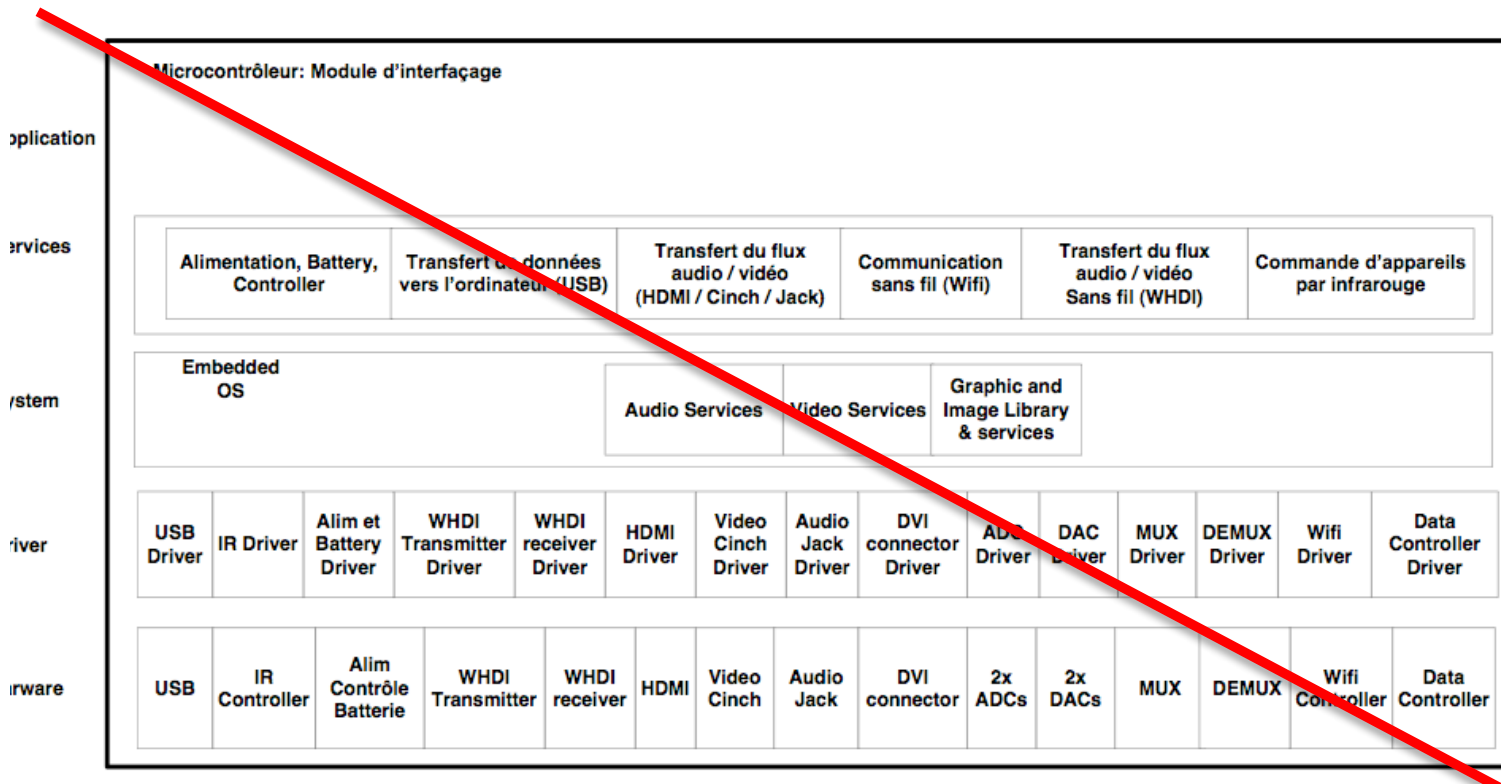 Microcontrôleur: Module d'interfaçage
pplication
ervices
Alimentation, Battery,
Controller
Transfert de données
vers l'ordinateur (USB)
Transfert du flux
audio / vidéo
(HDMI / Cinch / Jack)
Communication
sans fil (Wifi)
Transfert du flux
audio / vidéo
Sans fil (WHDI)
Commande d'appareils
par infrarouge
ystem
Embedded
OS
Audio Services
Video Services
Graphic and
Image Library
& services
river
USB
Driver
IR Driver
Alim et
Battery
Driver
WHDI
Transmitter
Driver
WHDI
receiver
Driver
HDMI
Driver
Video
Cinch
Driver
Audio
Jack
Driver
DVI
connector
Driver
ADC
Driver
DAC
Driver
MUX
Driver
DEMUX
Driver
Wifi
Driver
Data
Controller
Driver
arware
USB
IR
Controller
Alim
Contrôle
Batterie
WHDI
Transmitter
WHDI
receiver
HDMI
Video
Cinch
Audio
Jack
DVI
connector
2x
ADCs
2x
DACs
MUX
DEMUX
Wifi
Controller
Data
Controller